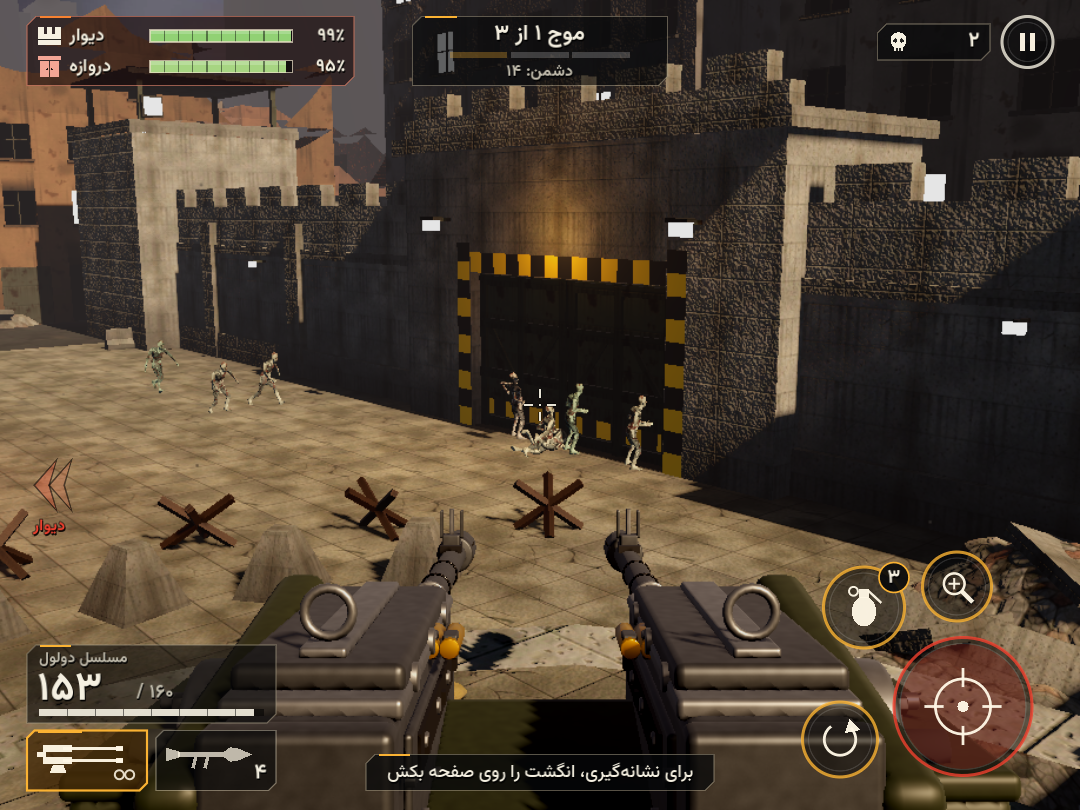 دیوار ۹۹٪
دروازه ۹۵٪
موج ۱ از ۳
دشمن: ۱۴
۲
دیوار
۳
مسلسل دولول
۱۵۳ / ۱۶۰
∞
۴
برای نشانه‌گیری، انگشت را روی صفحه بکش